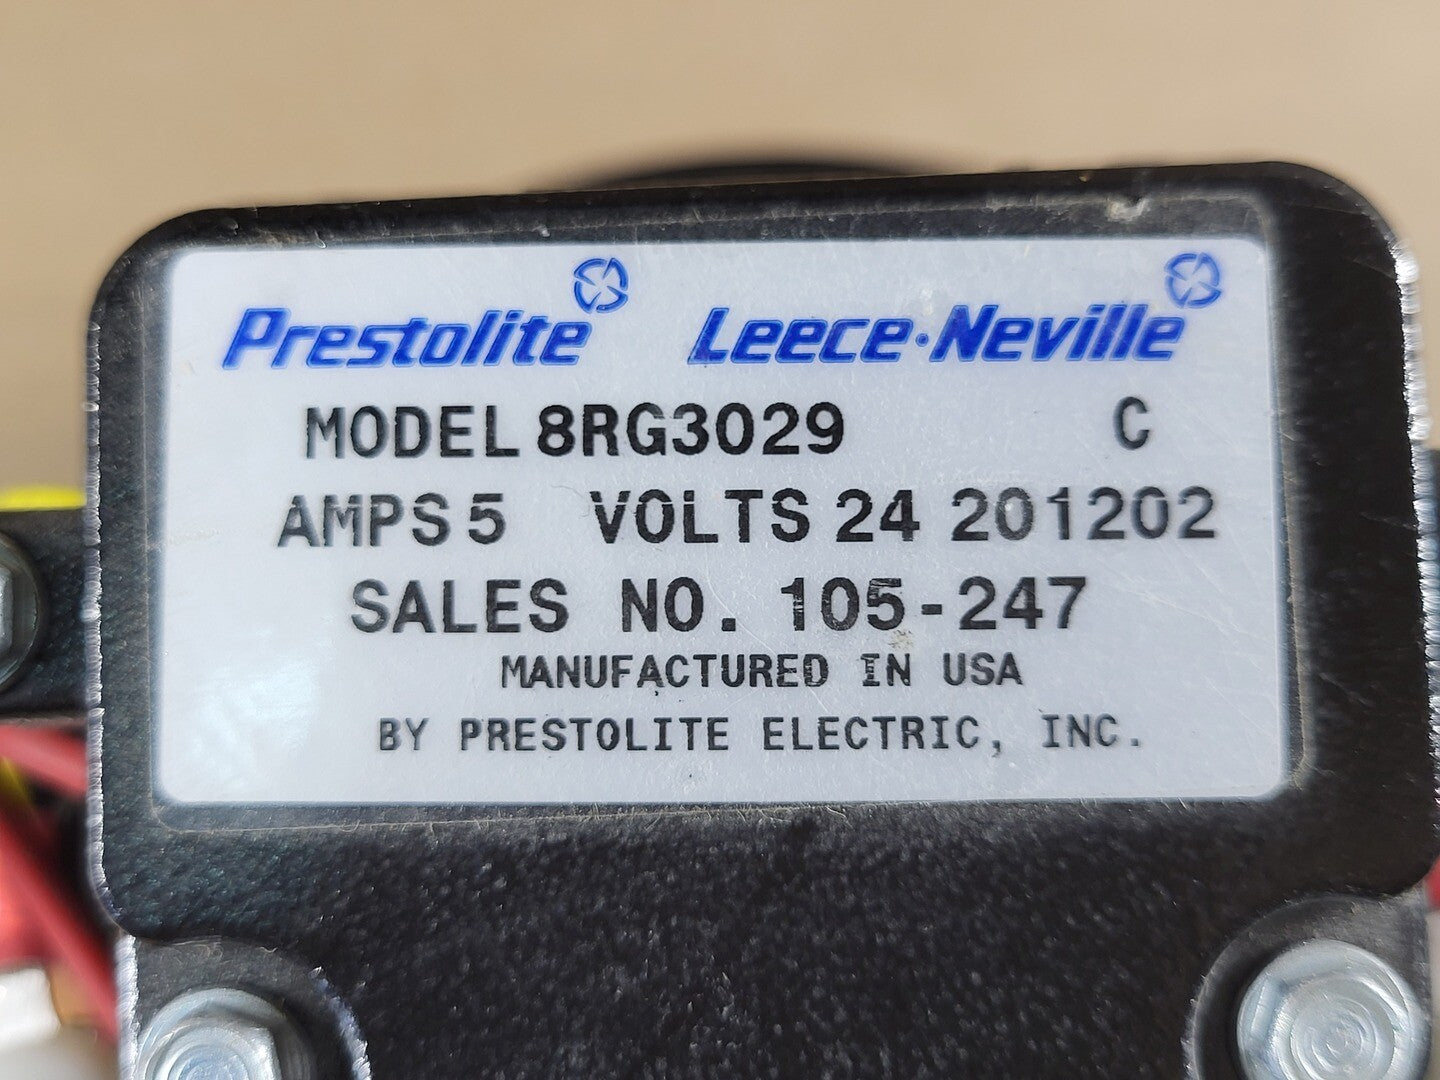 Prestolite Leece·Neville
MODEL 8RG3029 C
AMPS 5 VOLTS 24 201202
SALES NO. 105-247
MANUFACTURED IN USA
BY PRESTOLITE ELECTRIC, INC.